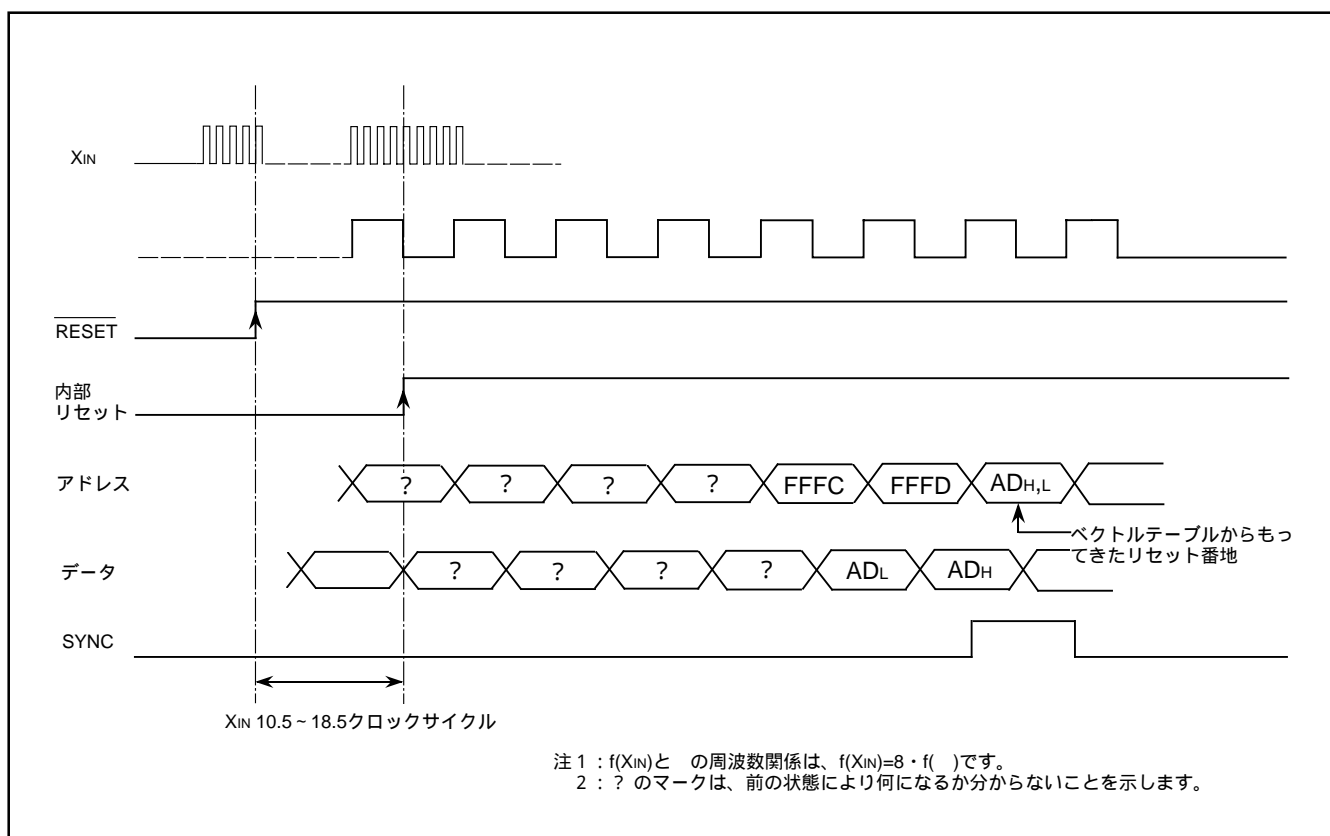 XIN
RESET
内部
リセット
アドレス
? ? ? ? FFFC FFFD ADH,L
ベクトルテーブルからもっ
てきたリセット番地
データ
? ? ? ? ADL ADH
SYNC
XIN 10.5~18.5クロックサイクル
注1:f(XIN)と の周波数関係は、f(XIN)=8・f( )です。
2:?のマークは、前の状態により何になるか分からないことを示します。